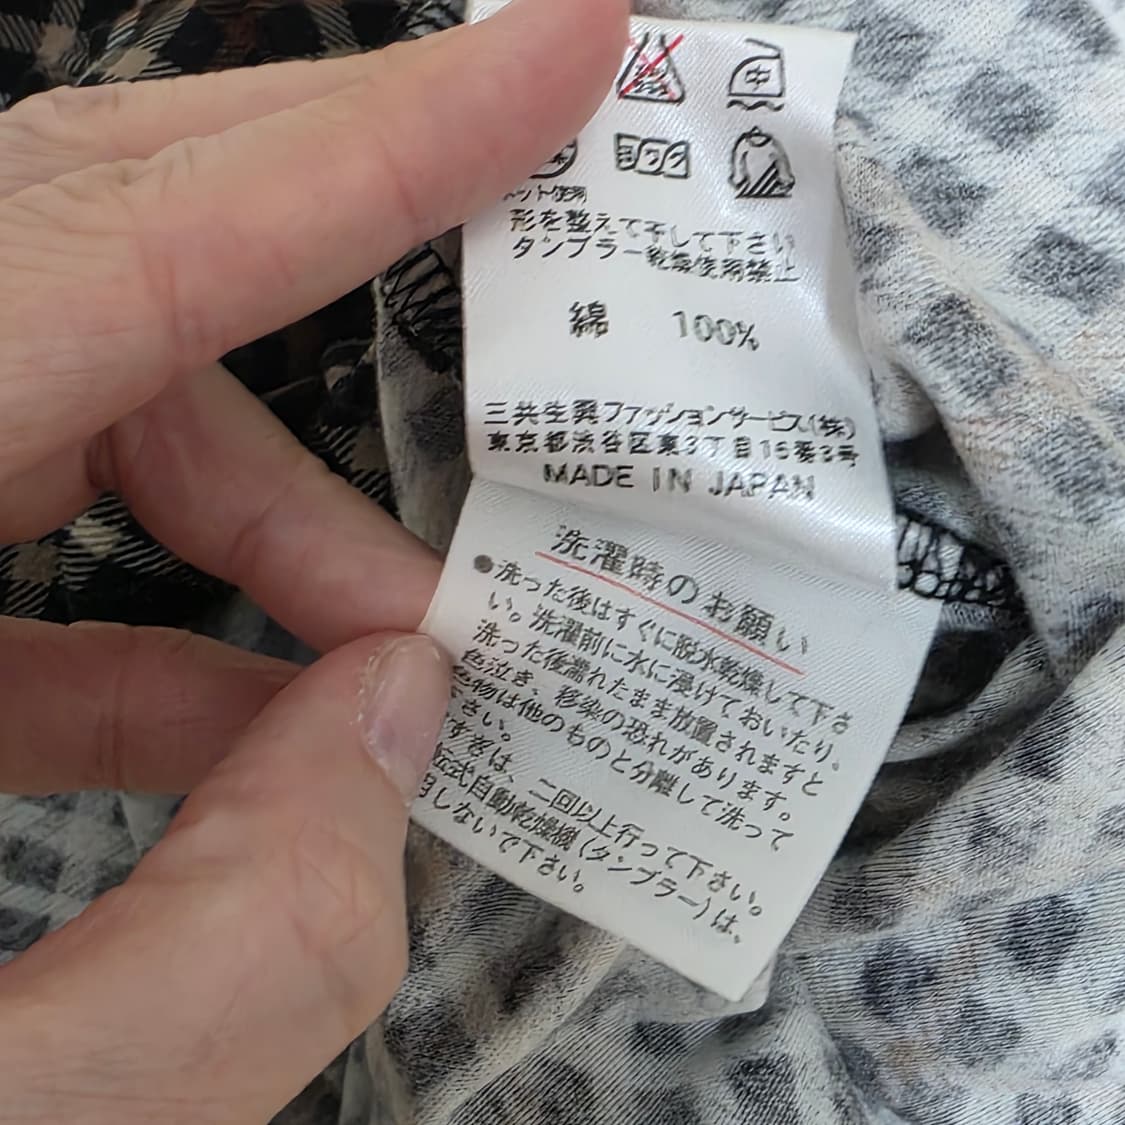 中
ネット使用
形を整えて干して下さい
タンブラー乾燥使用禁止
綿 100%
三共生興ファッションサービス(株)
東京都渋谷区東3丁目16番3号
MADE IN JAPAN
洗濯時のお願い
●洗った後はすぐに脱水乾燥して下さ
い。洗濯前に水に浸けておいたり、
洗った後濡れたまま放置されますと
色泣き、移染の恐れがあります。
色物は他のものと分離して洗って
さい。
すぎは、二回以上行って下さい。
転式自動乾燥機(タンブラー)は、
しないで下さい。